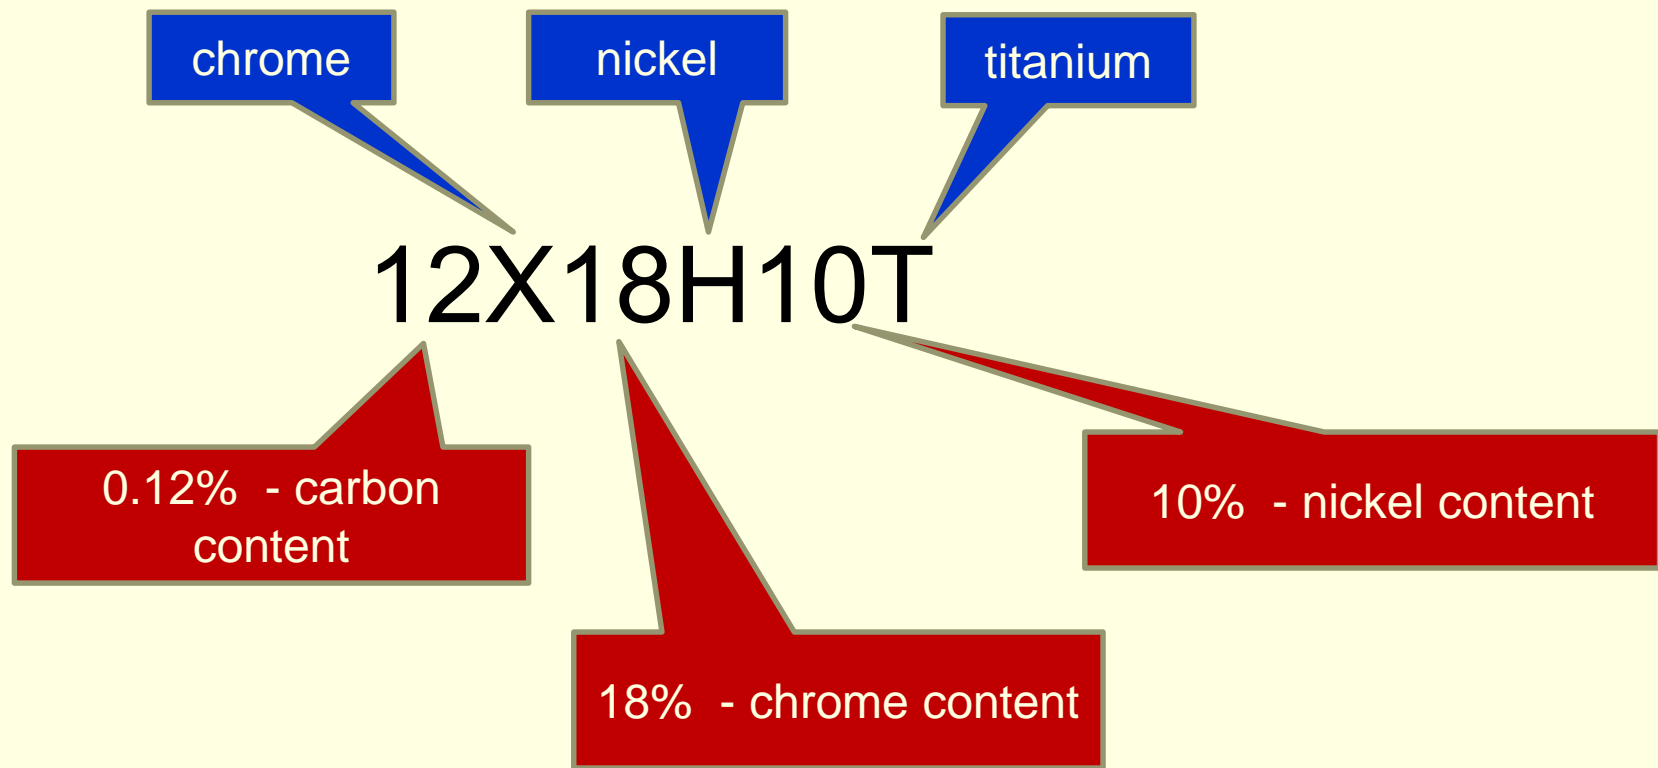 chrome
nickel
titanium
12X18H10T
0.12%  - carbon
content
10%  - nickel content
18%  - chrome content